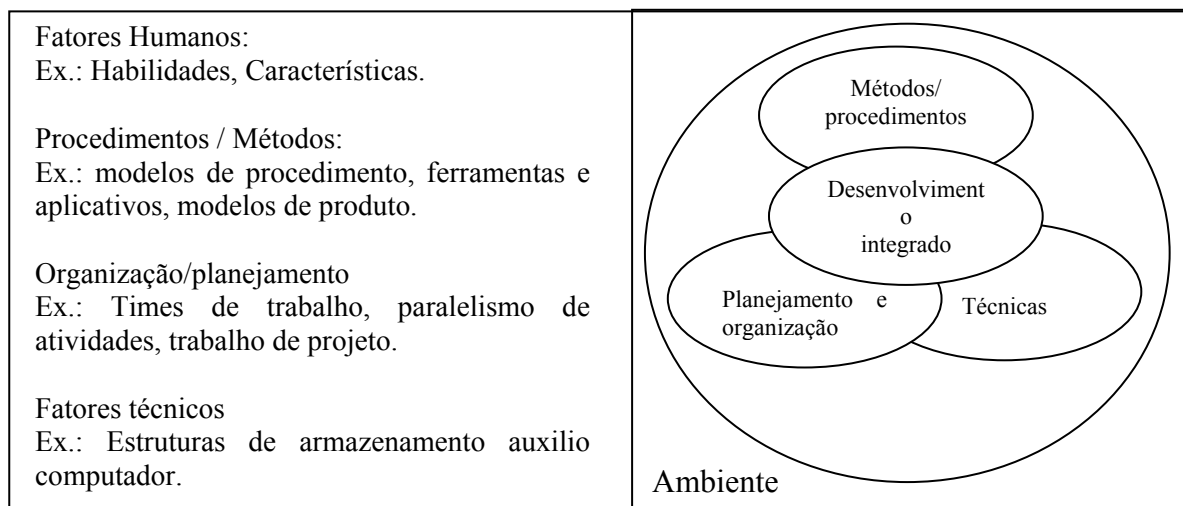 Fatores Humanos:
Ex.: Habilidades, Características.
Procedimentos / Métodos:
Ex.: modelos de procedimento, ferramentas e
aplicativos, modelos de produto.
Organização/planejamento
Ex.: Times de trabalho, paralelismo de
atividades, trabalho de projeto.
Fatores técnicos
Ex.: Estruturas de armazenamento auxilio
computador.
Métodos/
procedimentos
Desenvolviment
o
integrado
Planejamento e
organização
Técnicas
Ambiente